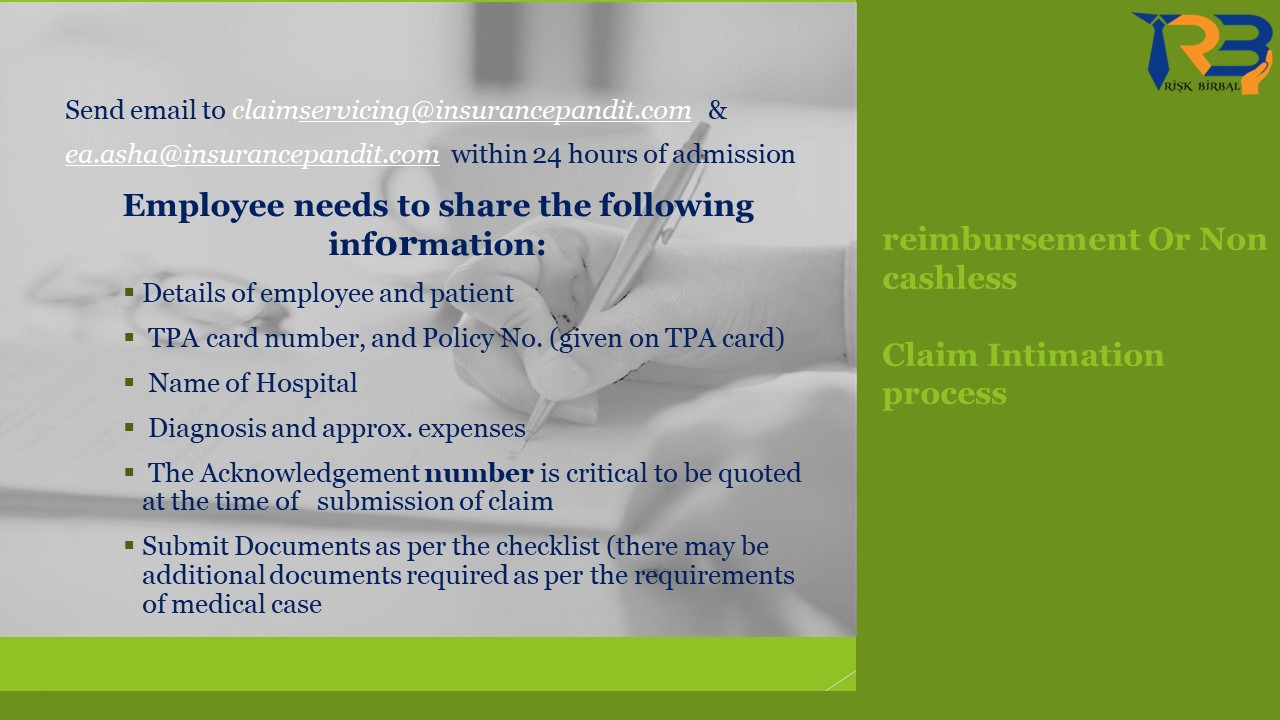 Send email to claimservicing@insurancepandit.com &
ea.asha@insurancepandit.com within 24 hours of admission
Employee needs to share the following
information:
▪ Details of employee and patient
▪ TPA card number, and Policy No. (given on TPA card)
▪ Name of Hospital
▪ Diagnosis and approx. expenses
▪ The Acknowledgement number is critical to be quoted
at the time of submission of claim
▪ Submit Documents as per the checklist (there may be
additional documents required as per the requirements
of medical case
RB
RİŞK BİRBAL
reimbursement Or Non
cashless
Claim Intimation
process